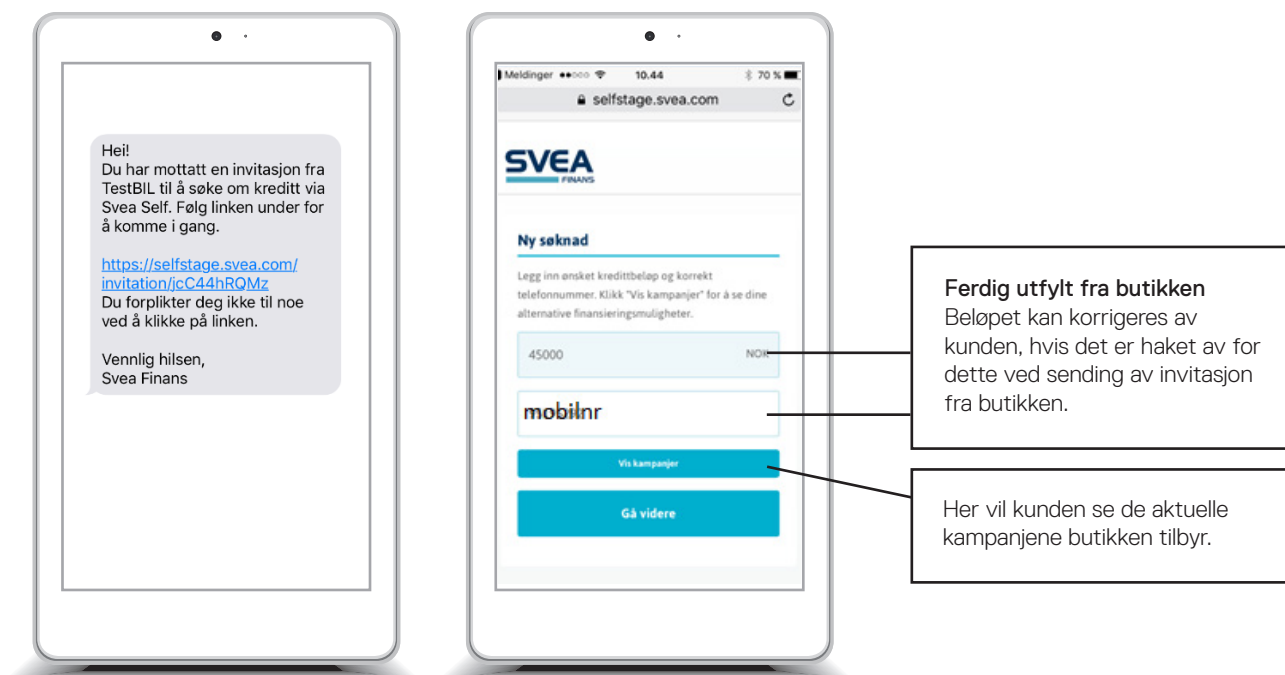 Hei!
Du har mottatt en invitasjon fra
TestBIL til å søke om kreditt via
Svea Self. Følg linken under for
å komme i gang.
https://selfstage.svea.com/
invitation/jcC44hRQMz
Du forplikter deg ikke til noe
ved å klikke på linken.
Vennlig hilsen,
Svea Finans
Meldinger 10.44 70 %
selfstage.svea.com
SVEA
FINANS
Ny søknad
Legg inn ønsket kredittbeløp og korrekt
telefonnummer. Klikk "Vis kampanjer" for å se dine
alternative finansieringsmuligheter.
45000 NOK
mobilnr
Vis kampanjer
Gå videre
Ferdig utfylt fra butikken
Beløpet kan korrigeres av
kunden, hvis det er haket av for
dette ved sending av invitasjon
fra butikken.
Her vil kunden se de aktuelle
kampanjene butikken tilbyr.